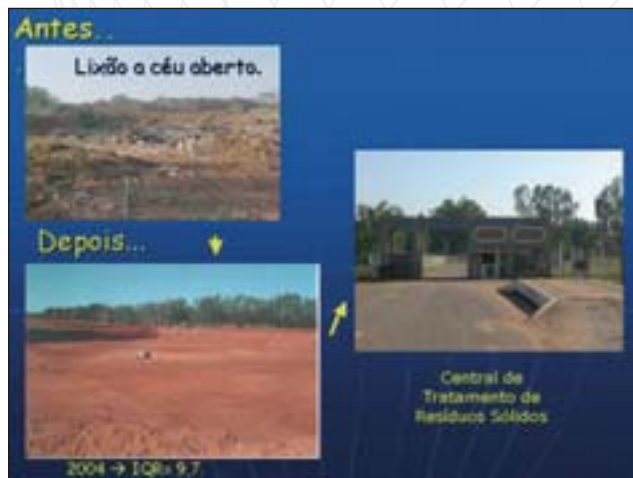 Antes..
Lixão a céu aberto.
Depois...
2004 → IQR= 9,7
Central de
Tratamento de
Resíduos Sólidos